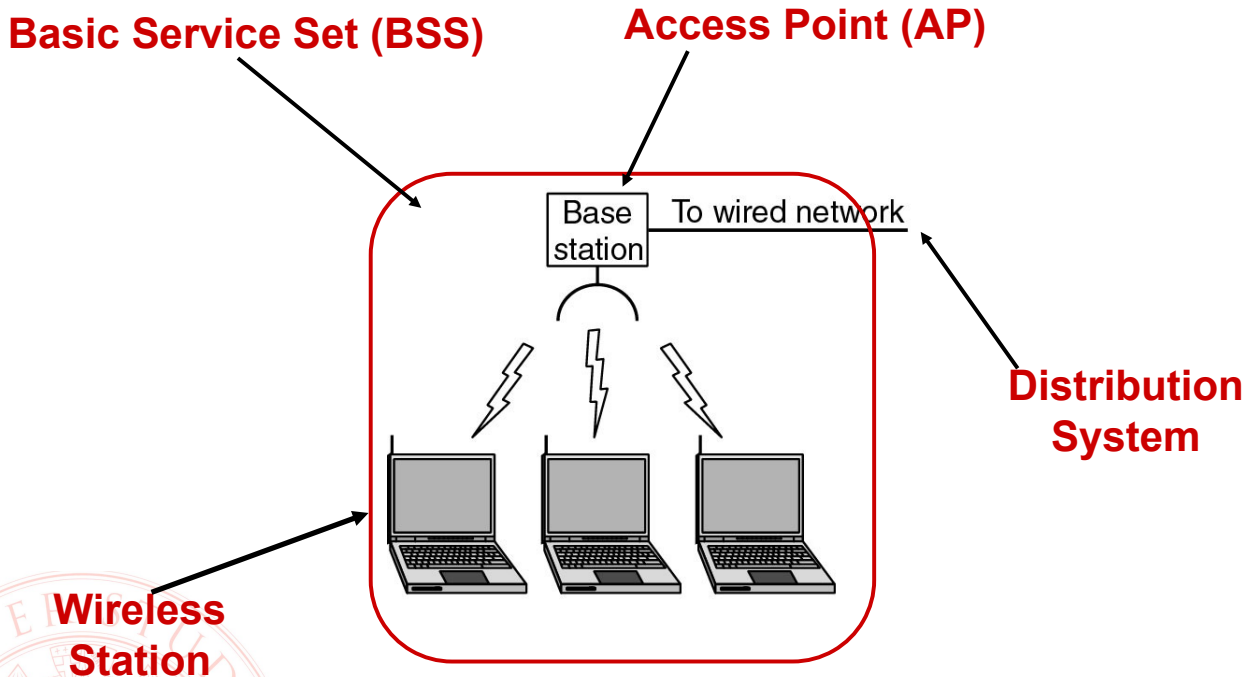 Basic Service Set (BSS)
Access Point (AP)
Base
station
To wired network
Distribution
System
Wireless
Station